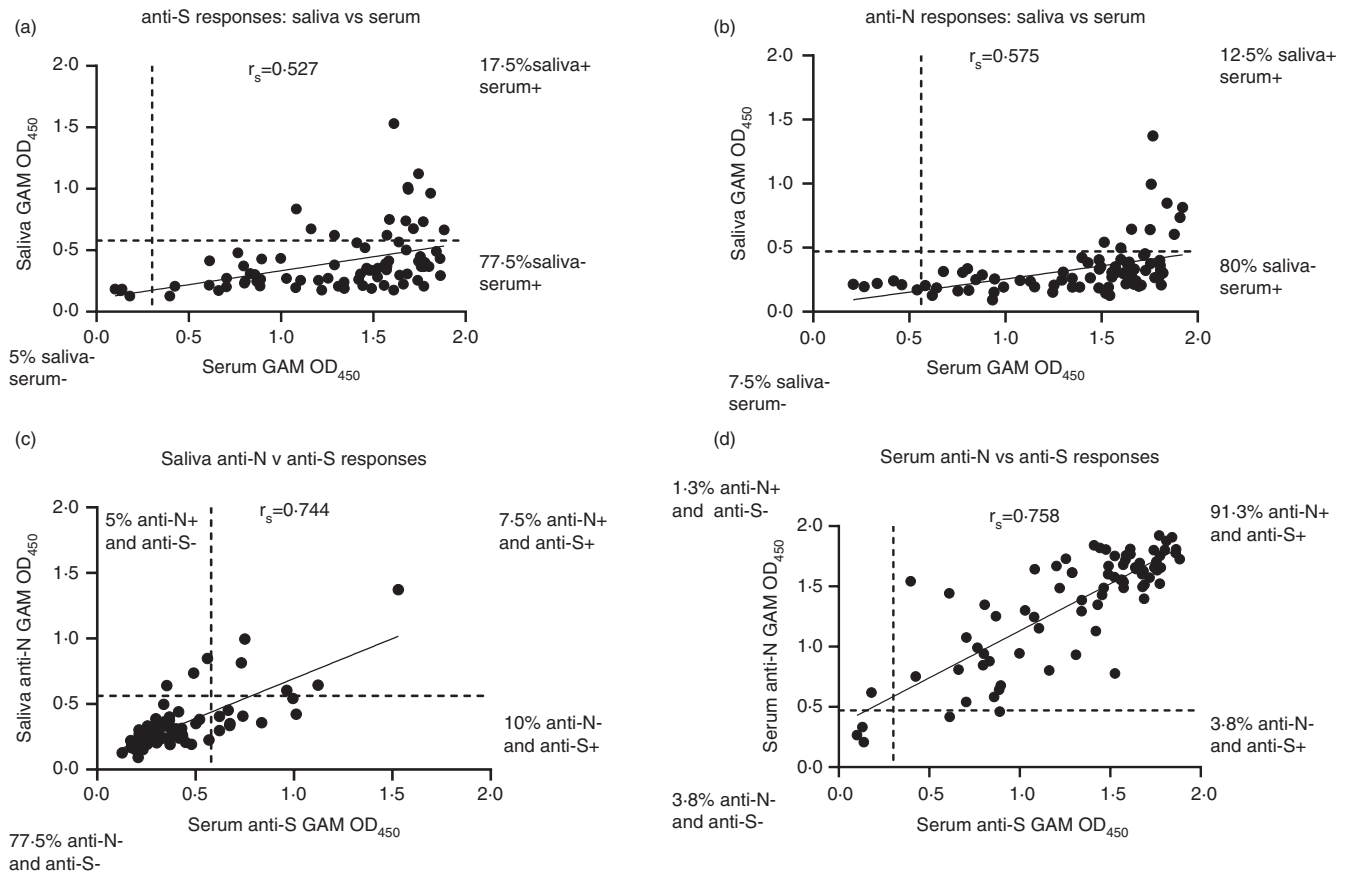 (a)
anti-S responses: saliva vs serum
2·0
1·5
1·0
0·5
0·0
Saliva GAM OD450
rs=0·527
17·5%saliva+
serum+
77·5%saliva-
serum+
0·0 0·5 1·0 1·5 2·0
5% saliva-
serum-
Serum GAM OD450
(b)
anti-N responses: saliva vs serum
2·0
1·5
1·0
0·5
0·0
Saliva GAM OD450
rs=0·575
12·5% saliva+
serum+
80% saliva-
serum+
0·0 0·5 1·0 1·5 2·0
Serum GAM OD450
7·5% saliva-
serum-
(c)
Saliva anti-N v anti-S responses
2·0
1·5
1·0
0·5
0·0
Saliva anti-N GAM OD450
5% anti-N+
and anti-S-
rs=0·744
7·5% anti-N+
and anti-S+
10% anti-N-
and anti-S+
0·0 0·5 1·0 1·5 2·0
Serum anti-S GAM OD450
77·5% anti-N-
and anti-S-
(d)
Serum anti-N vs anti-S responses
1·3% anti-N+
and anti-S-
2·0
1·5
1·0
0·5
0·0
Serum anti-N GAM OD450
rs=0·758
91·3% anti-N+
and anti-S+
3·8% anti-N-
and anti-S+
0·0 0·5 1·0 1·5 2·0
3·8% anti-N-
and anti-S-
Serum anti-S GAM OD450